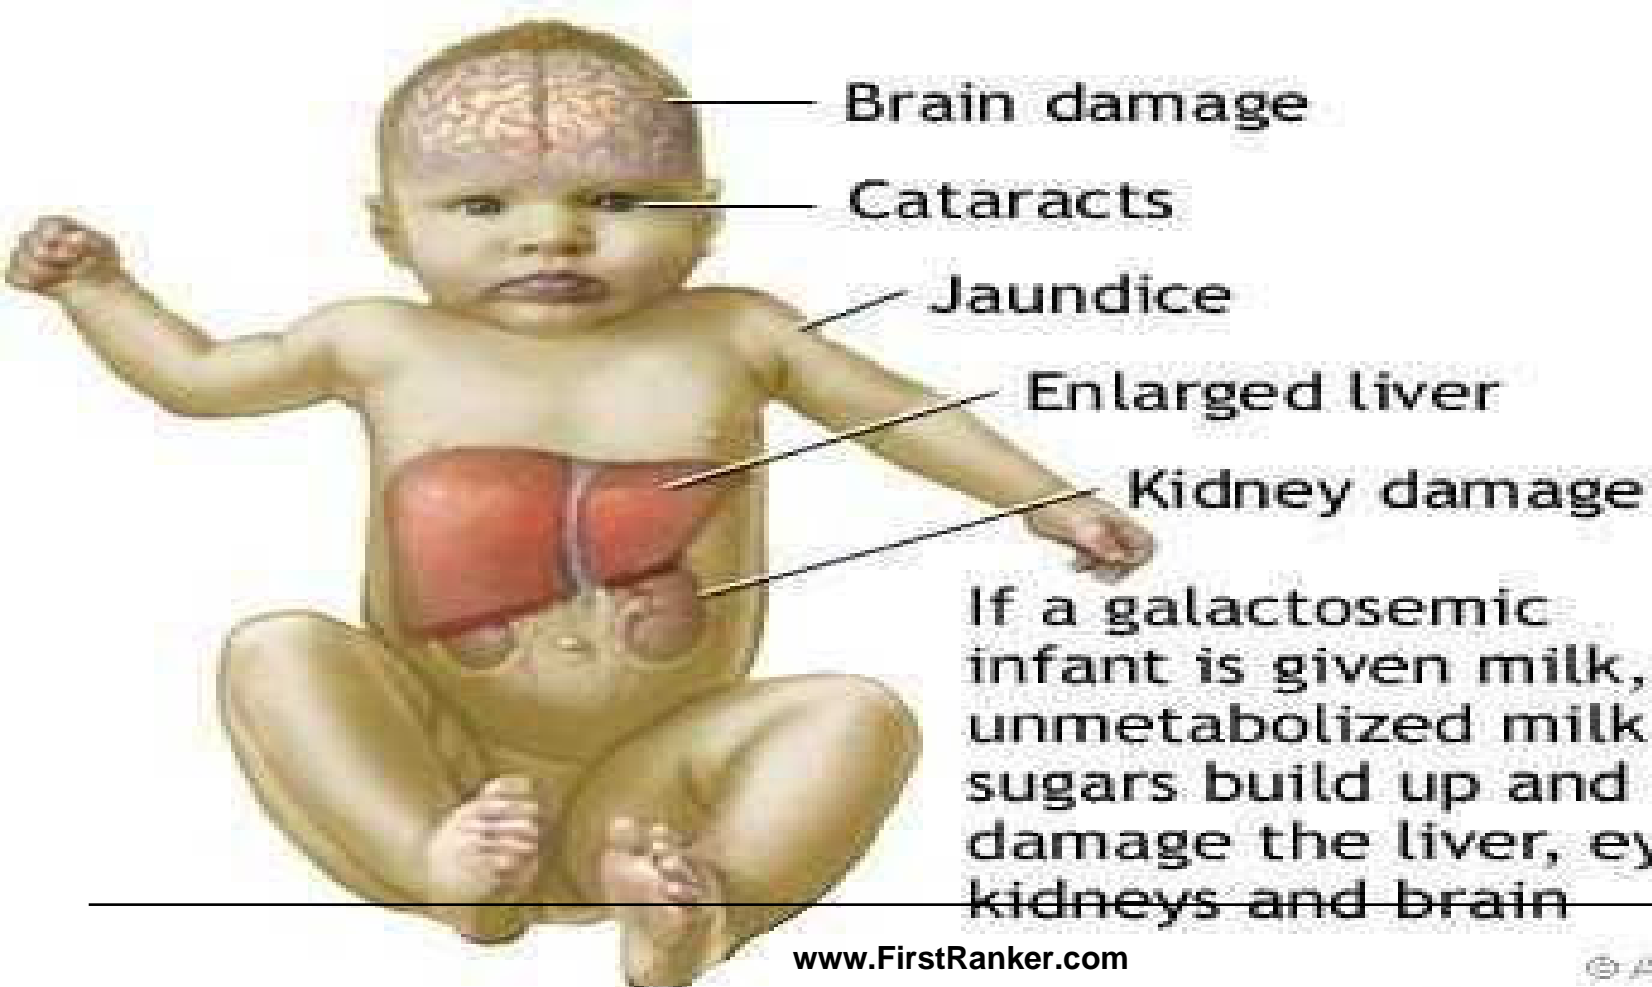 Brain damage
Cataracts
Jaundice
Enlarged liver
Kidney damage
If a galactosemic
infant is given milk,
unmetabolized milk
sugars build up and
damage the liver,
kidneys and brain
www.FirstRanker.com
©